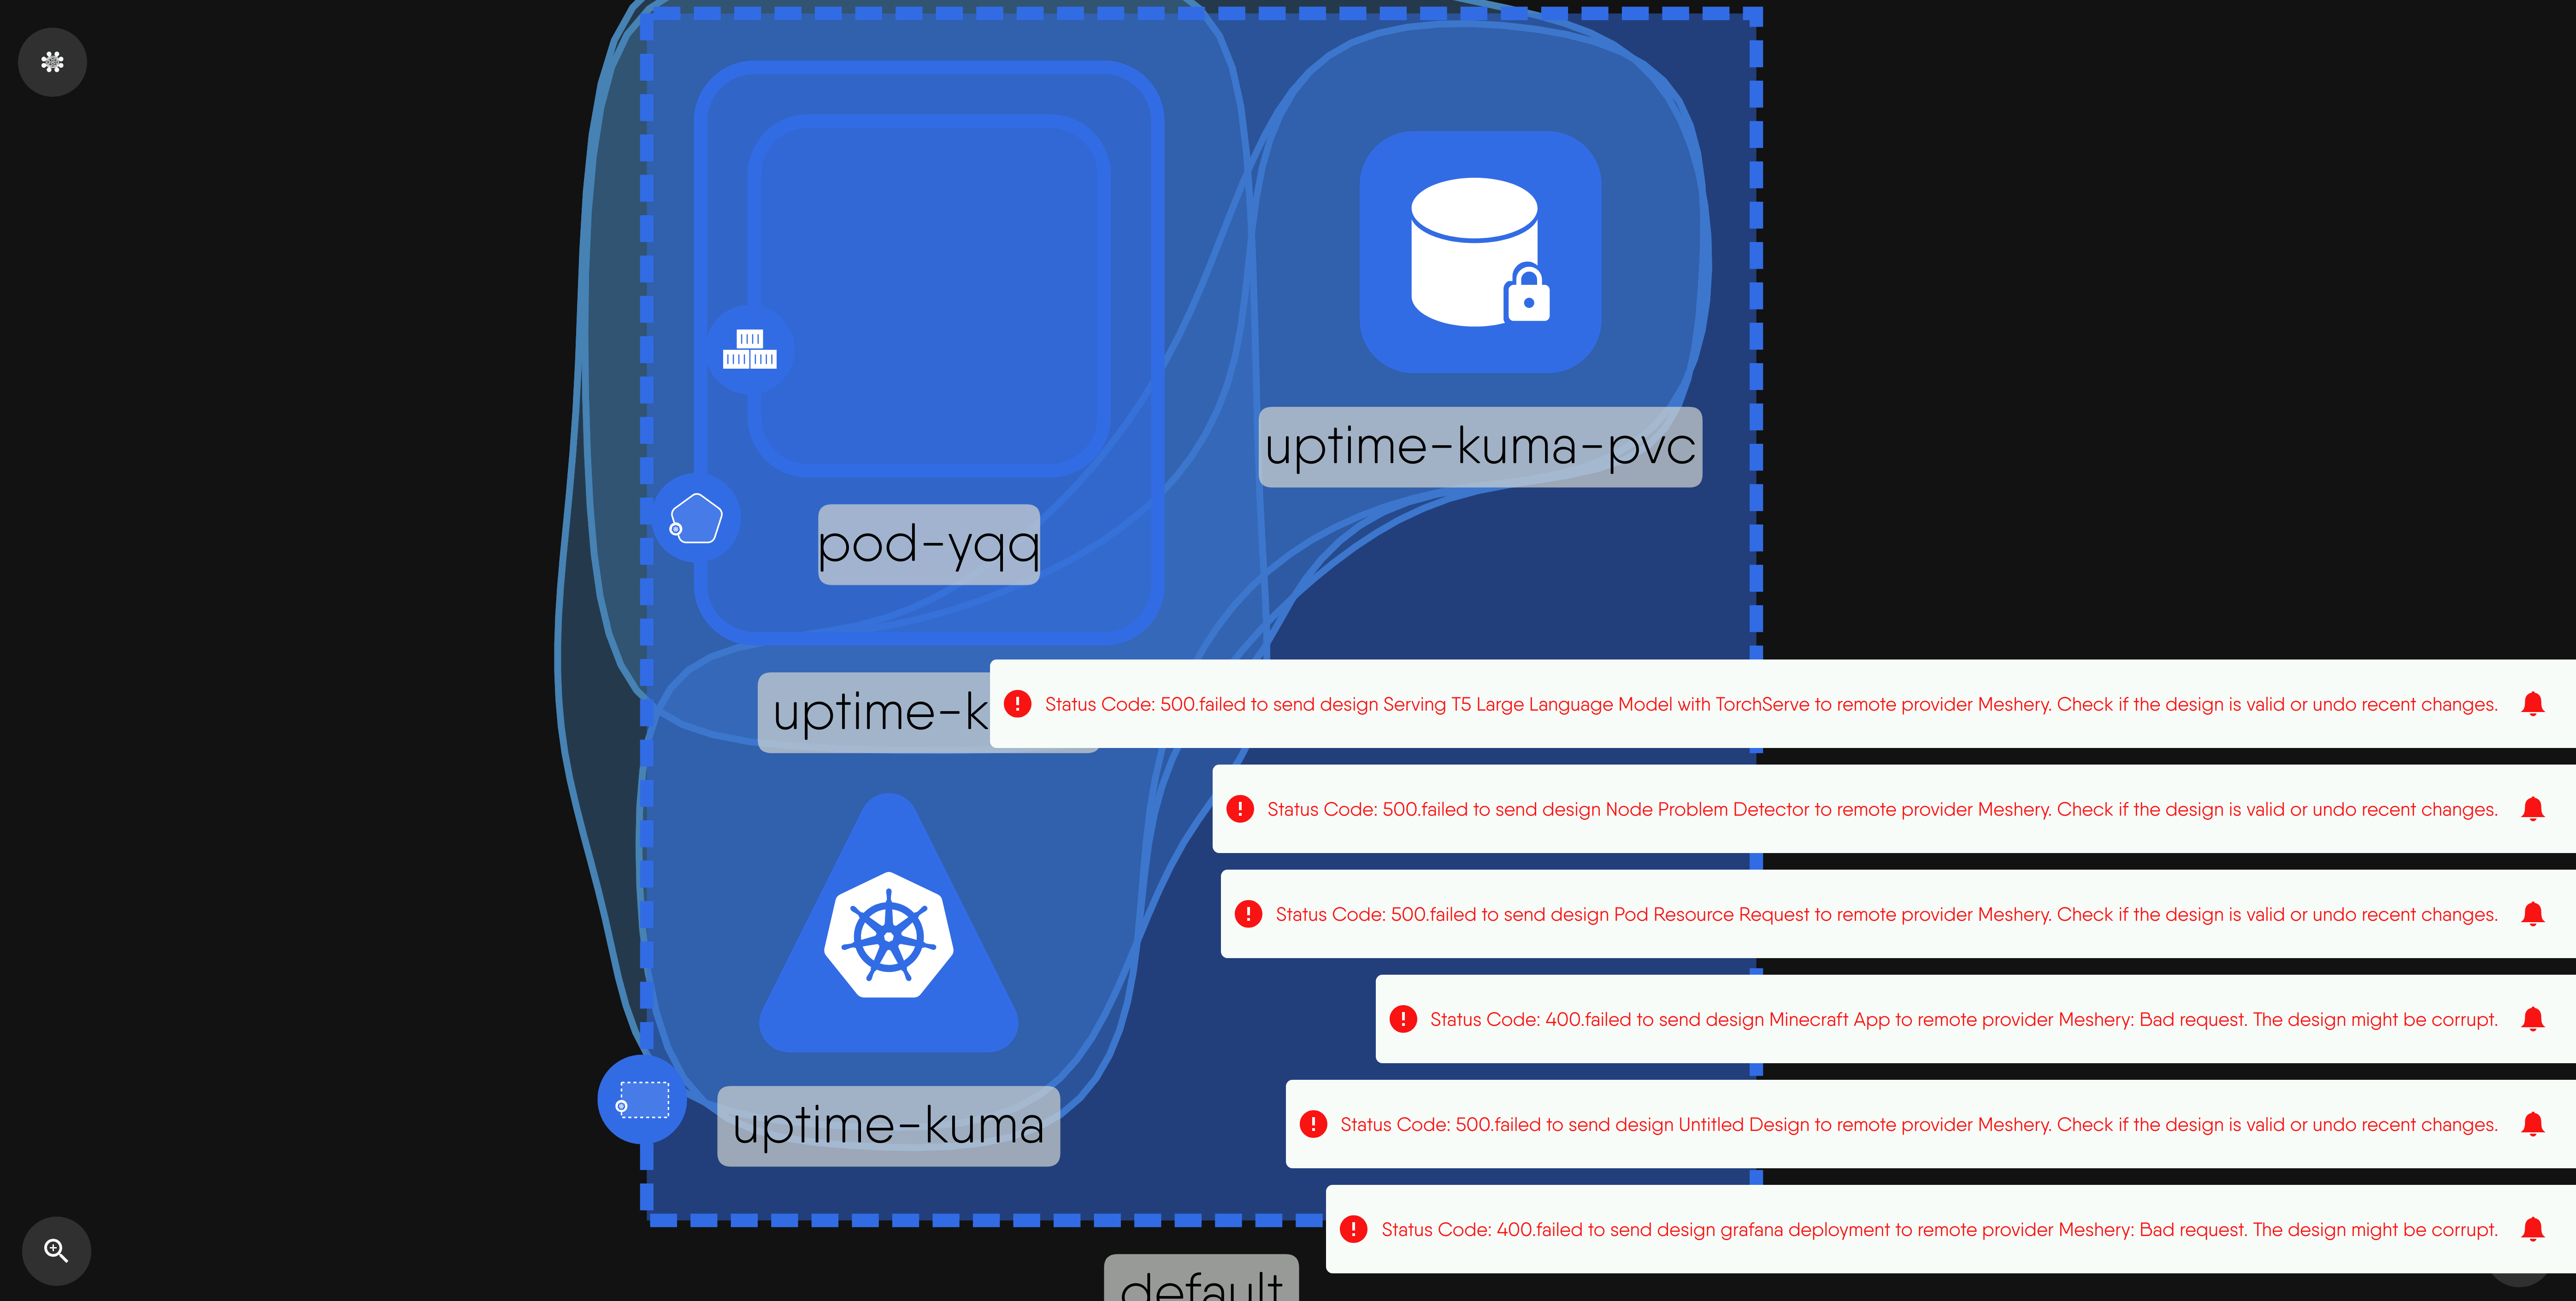 uptime-kuma-pvc
pod-yqq
uptime-k
Status Code: 500.failed to send design Serving T5 Large Language Model with TorchServe to remote provider Meshery. Check if the design is valid or undo recent changes.
Status Code: 500.failed to send design Node Problem Detector to remote provider Meshery. Check if the design is valid or undo recent changes.
Status Code: 500.failed to send design Pod Resource Request to remote provider Meshery. Check if the design is valid or undo recent changes.
Status Code: 400.failed to send design Minecraft App to remote provider Meshery: Bad request. The design might be corrupt.
uptime-kuma
Status Code: 500.failed to send design Untitled Design to remote provider Meshery. Check if the design is valid or undo recent changes.
Status Code: 400.failed to send design grafana deployment to remote provider Meshery: Bad request. The design might be corrupt.
default